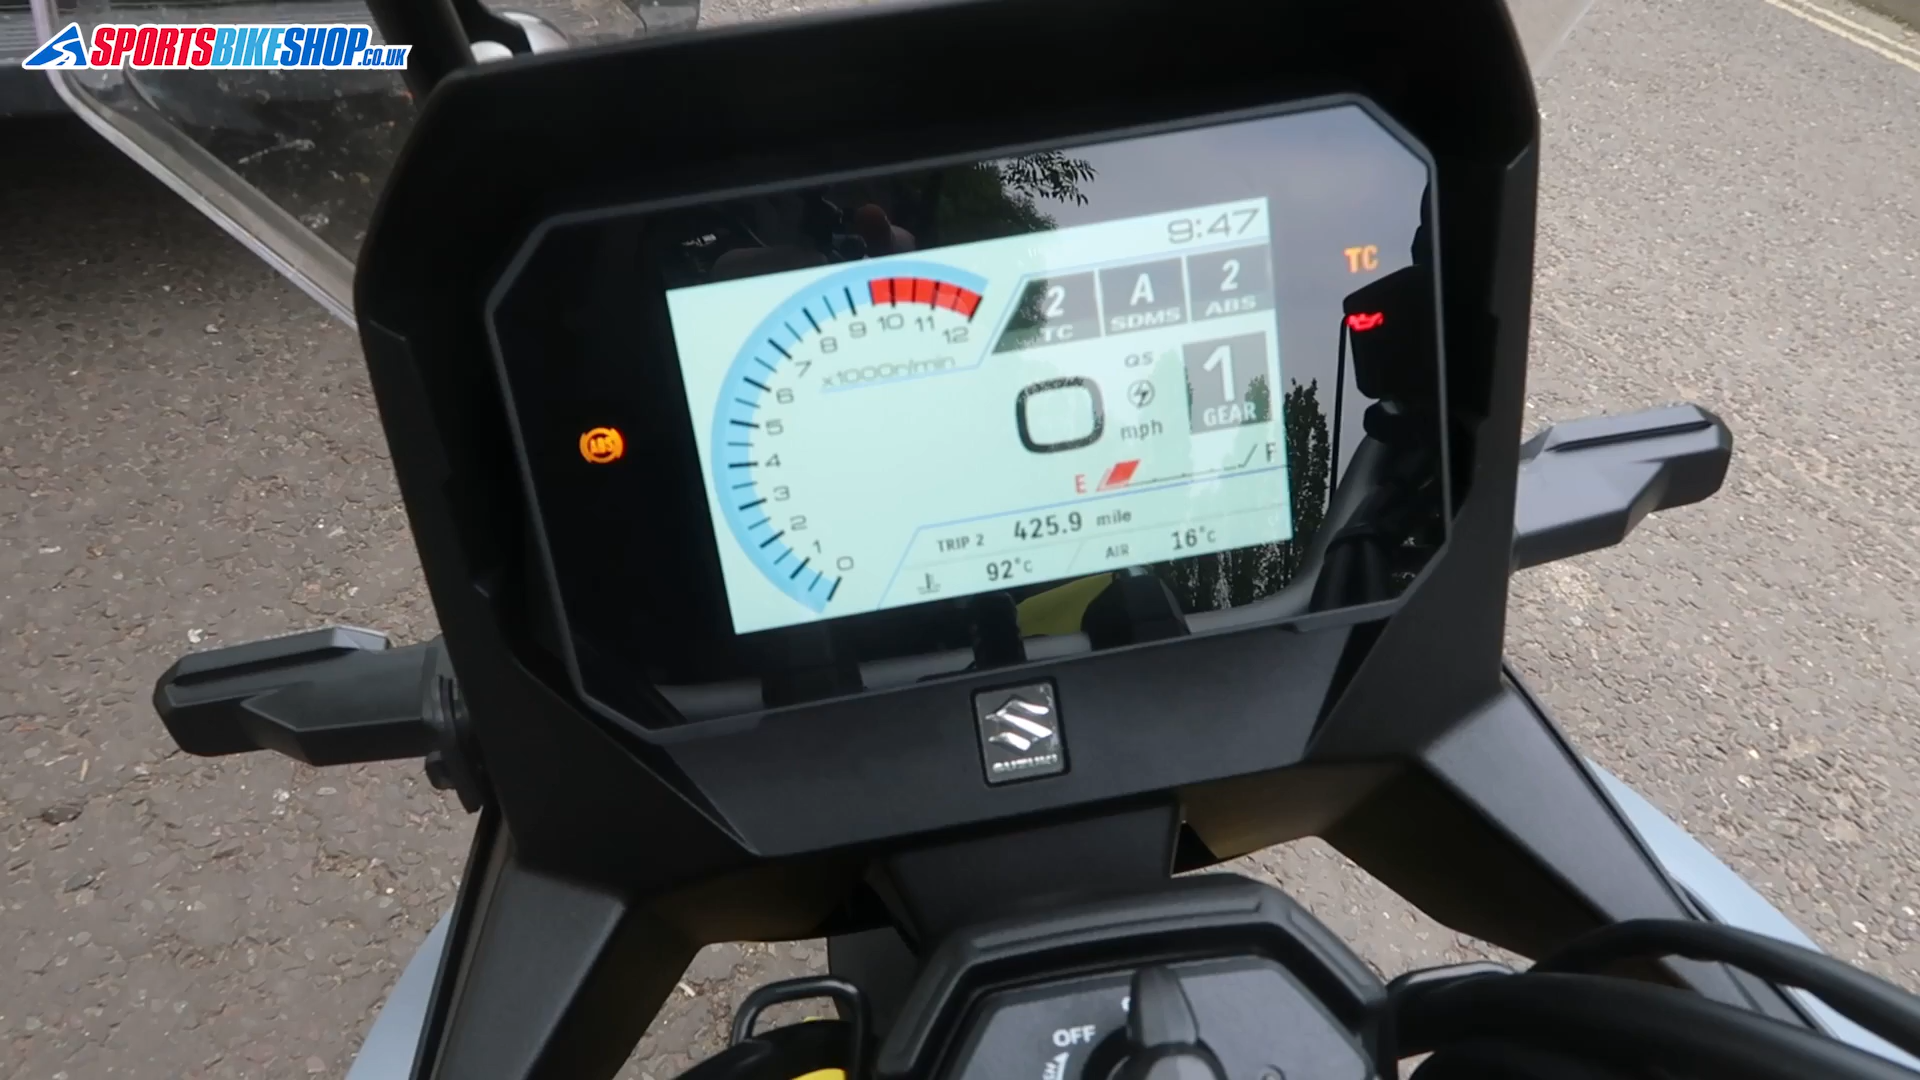 SPORTSBIKESHOP.CO.UK
9:47
2 A 2
TC SDMS ABS
TC
12
11
10
9
8
7
6
5
4
3
2
1
0
x1000r/min
QS
0 mph
1
GEAR
ABS
E F
TRIP 2 425.9 mile
92°C AIR 16°C
SUZUKI
OFF